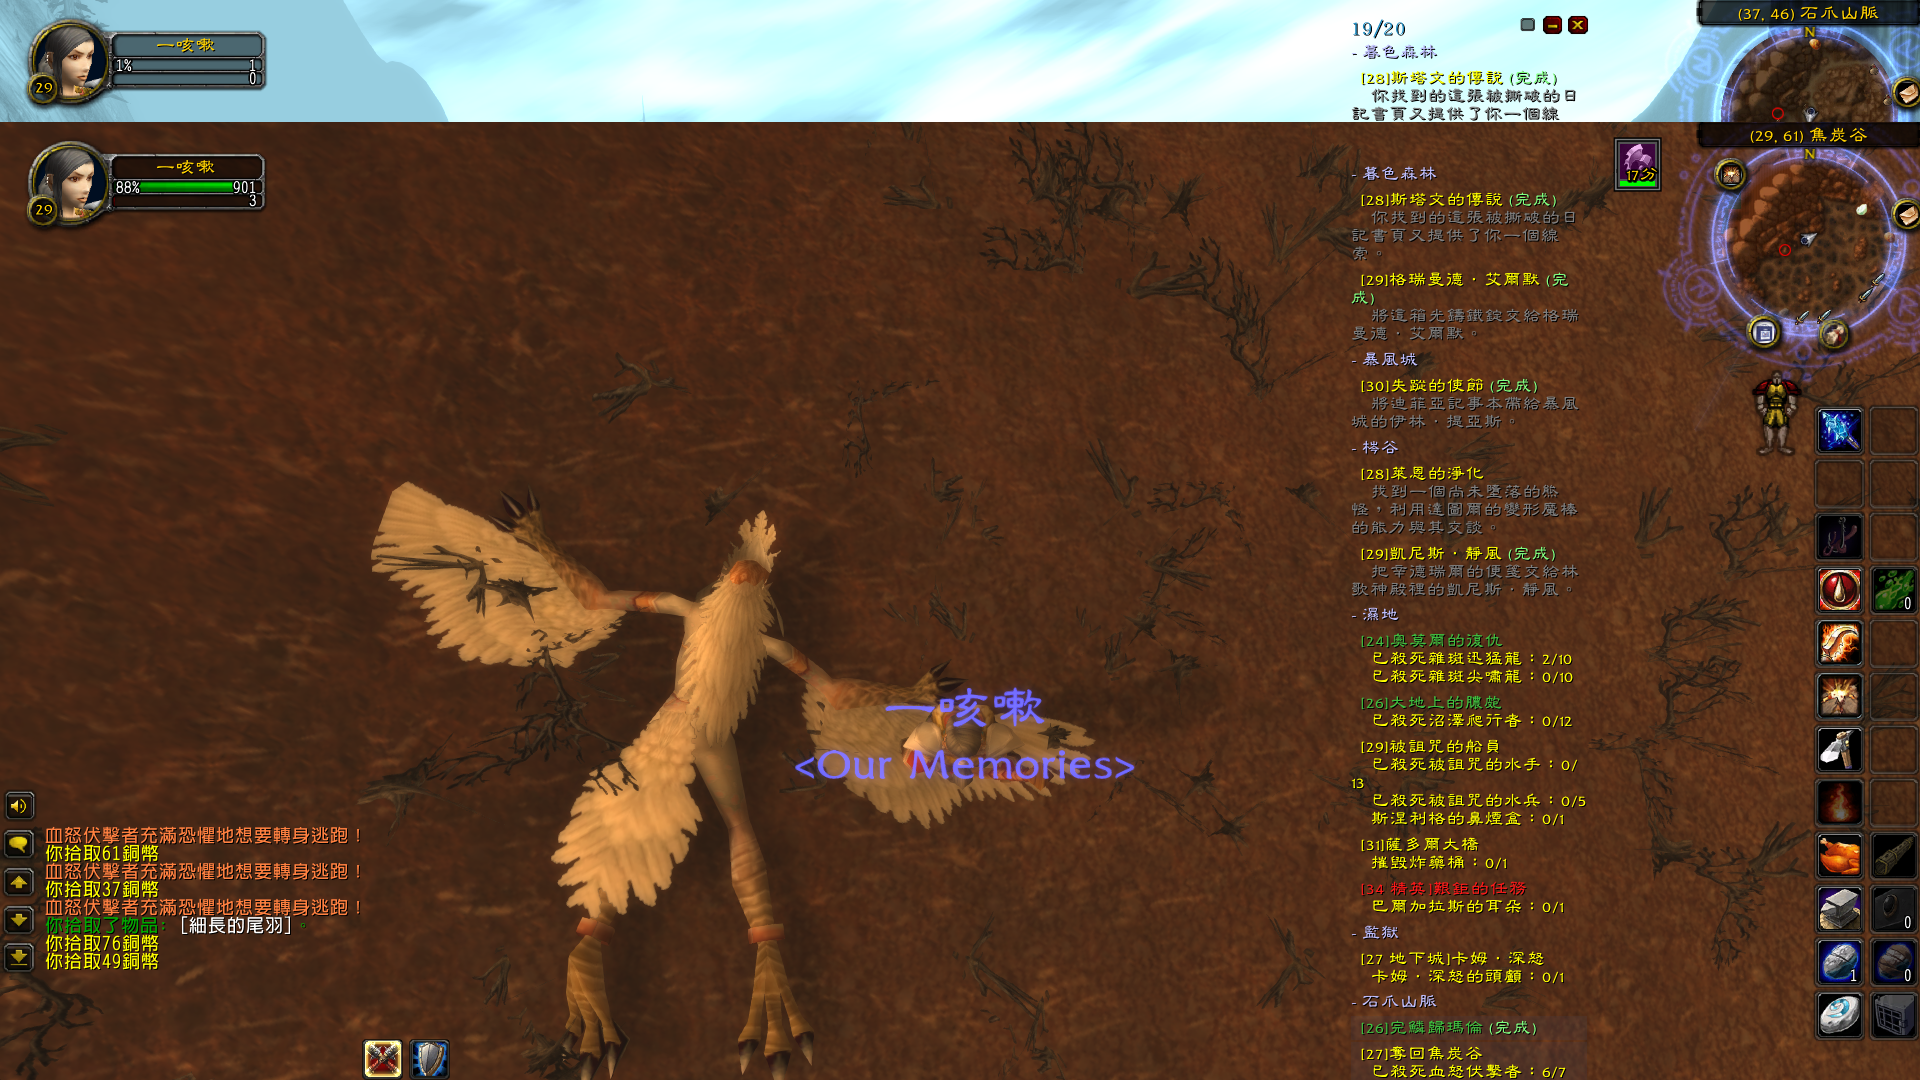 一咳嗽
29
1%
1
0
19/20
- 暮色森林
[28]斯塔文的傳說 (完成)
你找到的這張被撕破的日
記書頁又提供了你一個線
(37, 46) 石爪山脈
N
一咳嗽
29
88%
901
3
(29, 61) 焦炭谷
N
17分
- 暮色森林
[28]斯塔文的傳說 (完成)
你找到的這張被撕破的日
記書頁又提供了你一個線
索。
[29]格瑞曼德·艾爾默 (完
成)
將這箱先鑄鐵錠交給格瑞
曼德·艾爾默。
- 暴風城
[30]失蹤的使節 (完成)
將迪菲亞記事本帶給暴風
城的伊林·提亞斯。
- 梣谷
[28]萊恩的淨化
找到一個尚未墮落的熊
怪，利用達圖爾的變形魔棒
的能力與其交談。
[29]凱尼斯·靜風 (完成)
把辛德瑞爾的便箋交給林
歌神殿裡的凱尼斯·靜風。
- 濕地
[24]奧莫爾的復仇
已殺死雜斑迅猛龍：2/10
已殺死雜斑尖嘯龍：0/10
[26]大地上的膿皰
已殺死沼澤爬行者：0/12
[29]被詛咒的船員
已殺死被詛咒的水手：0/
13
已殺死被詛咒的水兵：0/5
斯涅利格的鼻煙盒：0/1
[31]薩多爾大橋
摧毀炸藥桶：0/1
[34 精英]艱鉅的任務
巴爾加拉斯的耳朵：0/1
- 監獄
[27 地下城]卡姆·深怒
卡姆·深怒的頭顱：0/1
- 石爪山脈
[26]完鱗歸瑪倫 (完成)
[27]奪回焦炭谷
已殺死血怒伏擊者：6/7
一咳嗽
<Our Memories>
血怒伏擊者充滿恐懼地想要轉身逃跑！
你拾取61銅幣
血怒伏擊者充滿恐懼地想要轉身逃跑！
你拾取37銅幣
血怒伏擊者充滿恐懼地想要轉身逃跑！
你拾取了物品：[細長的尾羽]。
你拾取76銅幣
你拾取49銅幣
0
0
1
0